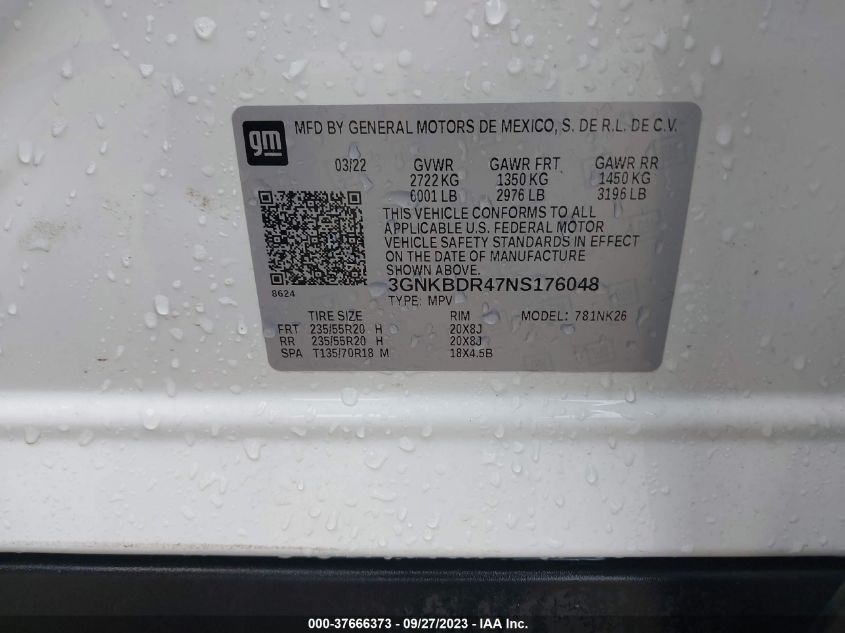 gm
MFD BY GENERAL MOTORS DE MEXICO, S. DE R.L. DE C.V.
03/22 GVWR GAWR FRT GAWR RR
2722 KG 1350 KG 1450 KG
6001 LB 2976 LB 3196 LB
THIS VEHICLE CONFORMS TO ALL
APPLICABLE U.S. FEDERAL MOTOR
VEHICLE SAFETY STANDARDS IN EFFECT
ON THE DATE OF MANUFACTURE
SHOWN ABOVE.
3GNKBDR47NS176048
8624
TYPE: MPV
TIRE SIZE RIM MODEL: 781NK26
FRT 235/55R20 H 20X8J
RR 235/55R20 H 20X8J
SPA T135/70R18 M 18X4.5B
000-37666373 - 09/27/2023 - IAA Inc.